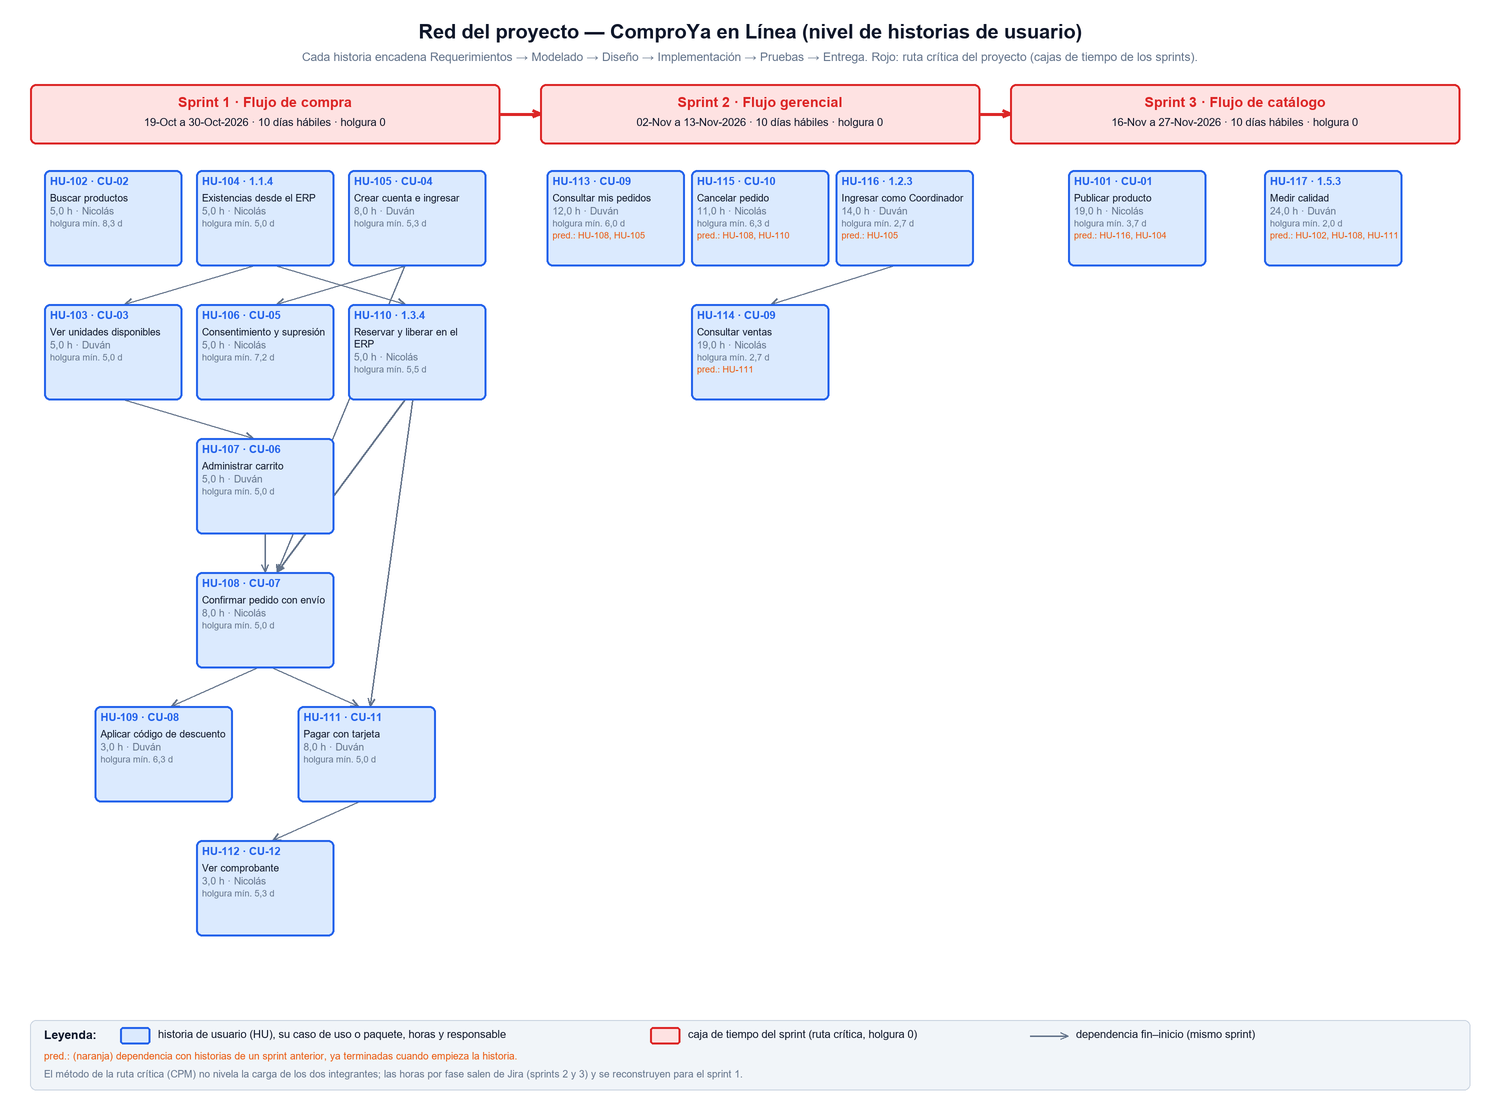 Red del proyecto — ComproYa en Línea (nivel de historias de usuario)
Cada historia encadena Requerimientos → Modelado → Diseño → Implementación → Pruebas → Entrega. Rojo: ruta crítica del proyecto (cajas de tiempo de los sprints).
Sprint 1 · Flujo de compra
19-Oct a 30-Oct-2026 · 10 días hábiles · holgura 0
Sprint 2 · Flujo gerencial
02-Nov a 13-Nov-2026 · 10 días hábiles · holgura 0
Sprint 3 · Flujo de catálogo
16-Nov a 27-Nov-2026 · 10 días hábiles · holgura 0
HU-102 · CU-02
Buscar productos
5,0 h · Nicolás
holgura mín. 8,3 d
HU-104 · 1.1.4
Existencias desde el ERP
5,0 h · Nicolás
holgura mín. 5,0 d
HU-105 · CU-04
Crear cuenta e ingresar
8,0 h · Duván
holgura mín. 5,3 d
HU-113 · CU-09
Consultar mis pedidos
12,0 h · Duván
holgura mín. 6,0 d
pred.: HU-108, HU-105
HU-115 · CU-10
Cancelar pedido
11,0 h · Nicolás
holgura mín. 6,3 d
pred.: HU-108, HU-110
HU-116 · 1.2.3
Ingresar como Coordinador
14,0 h · Duván
holgura mín. 2,7 d
pred.: HU-105
HU-101 · CU-01
Publicar producto
19,0 h · Nicolás
holgura mín. 3,7 d
pred.: HU-116, HU-104
HU-117 · 1.5.3
Medir calidad
24,0 h · Duván
holgura mín. 2,0 d
pred.: HU-102, HU-108, HU-111
HU-103 · CU-03
Ver unidades disponibles
5,0 h · Duván
holgura mín. 5,0 d
HU-106 · CU-05
Consentimiento y supresión
5,0 h · Nicolás
holgura mín. 7,2 d
HU-110 · 1.3.4
Reservar y liberar en el
ERP
5,0 h · Nicolás
holgura mín. 5,5 d
HU-114 · CU-09
Consultar ventas
19,0 h · Nicolás
holgura mín. 2,7 d
pred.: HU-111
HU-107 · CU-06
Administrar carrito
5,0 h · Duván
holgura mín. 5,0 d
HU-108 · CU-07
Confirmar pedido con envío
8,0 h · Nicolás
holgura mín. 5,0 d
HU-109 · CU-08
Aplicar código de descuento
3,0 h · Duván
holgura mín. 6,3 d
HU-111 · CU-11
Pagar con tarjeta
8,0 h · Duván
holgura mín. 5,0 d
HU-112 · CU-12
Ver comprobante
3,0 h · Nicolás
holgura mín. 5,3 d
Leyenda:
historia de usuario (HU), su caso de uso o paquete, horas y responsable
caja de tiempo del sprint (ruta crítica, holgura 0)
dependencia fin–inicio (mismo sprint)
pred.: (naranja) dependencia con historias de un sprint anterior, ya terminadas cuando empieza la historia.
El método de la ruta crítica (CPM) no nivela la carga de los dos integrantes; las horas por fase salen de Jira (sprints 2 y 3) y se reconstruyen para el sprint 1.